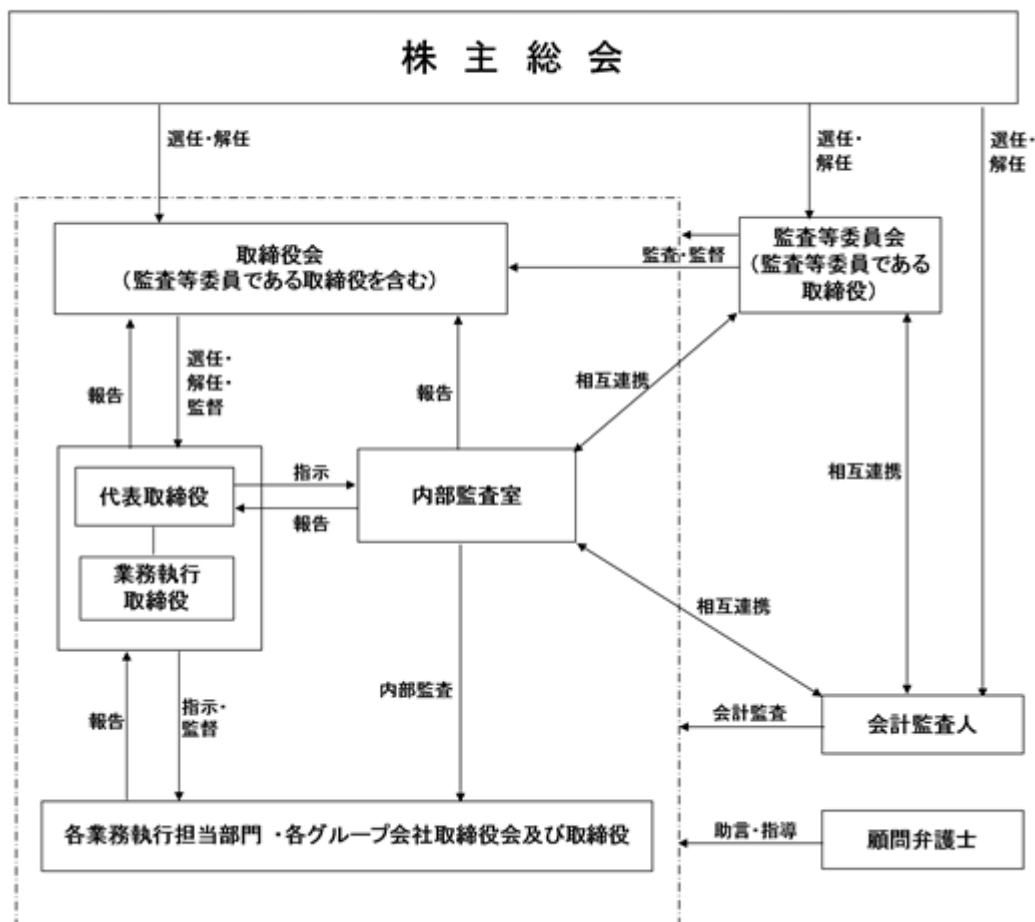 株主総会
選任・解任
選任・
解任
選任・
解任
取締役会
（監査等委員である取締役を含む）
監査・監督
監査等委員会
（監査等委員である
取締役）
報告
選任・
解任・
監督
報告
相互連携
相互連携
代表取締役
指示
報告
内部監査室
業務執行
取締役
相互連携
報告
指示・
監督
内部監査
会計監査
会計監査人
各業務執行担当部門 ・各グループ会社取締役会及び取締役
助言・指導
顧問弁護士